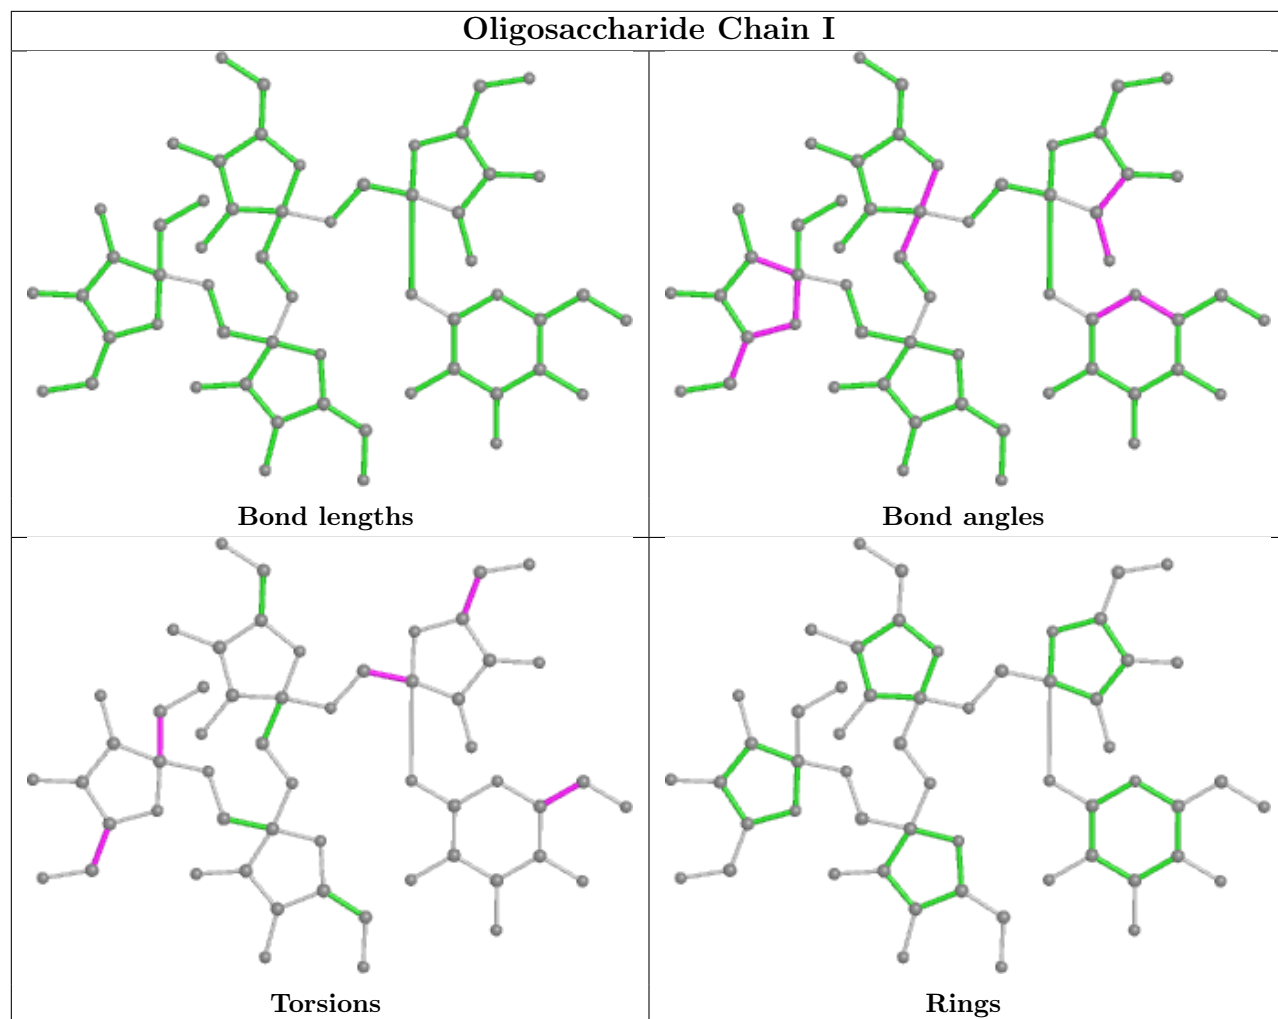 Oligosaccharide Chain I
Bond lengths
Bond angles
Torsions
Rings